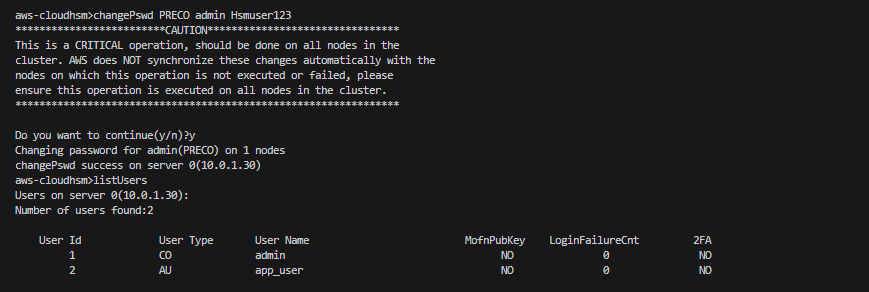 aws-cloudhsm>changePswd PRECO admin Hsmuser123
*************************CAUTION********************************
This is a CRITICAL operation, should be done on all nodes in the
cluster. AWS does NOT synchronize these changes automatically with the
nodes on which this operation is not executed or failed, please
ensure this operation is executed on all nodes in the cluster.
****************************************************************
Do you want to continue(y/n)?y
Changing password for admin(PRECO) on 1 nodes
changePswd success on server 0(10.0.1.30)
aws-cloudhsm>listUsers
Users on server 0(10.0.1.30):
Number of users found:2
User Id User Type User Name MofnPubKey LoginFailureCnt 2FA
1 CO admin NO 0 NO
2 AU app_user NO 0 NO